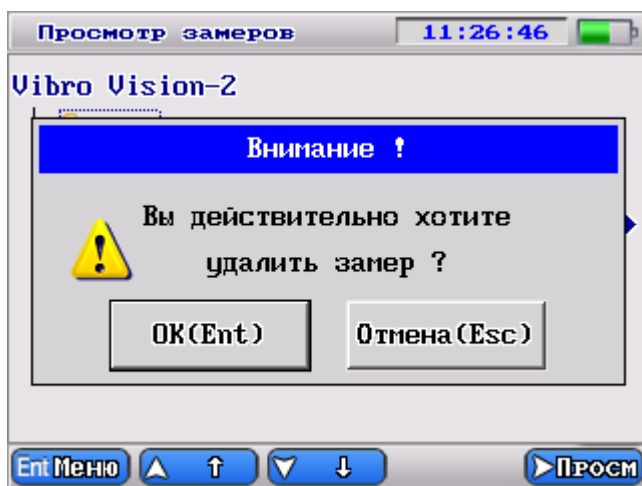 Просмотр замеров 11:26:46
Vibro Vision-2
Внимание !
Вы действительно хотите
удалить замер ?
OK(Ent) Отмена(Esc)
Ent Меню ↑ ↓ Просм